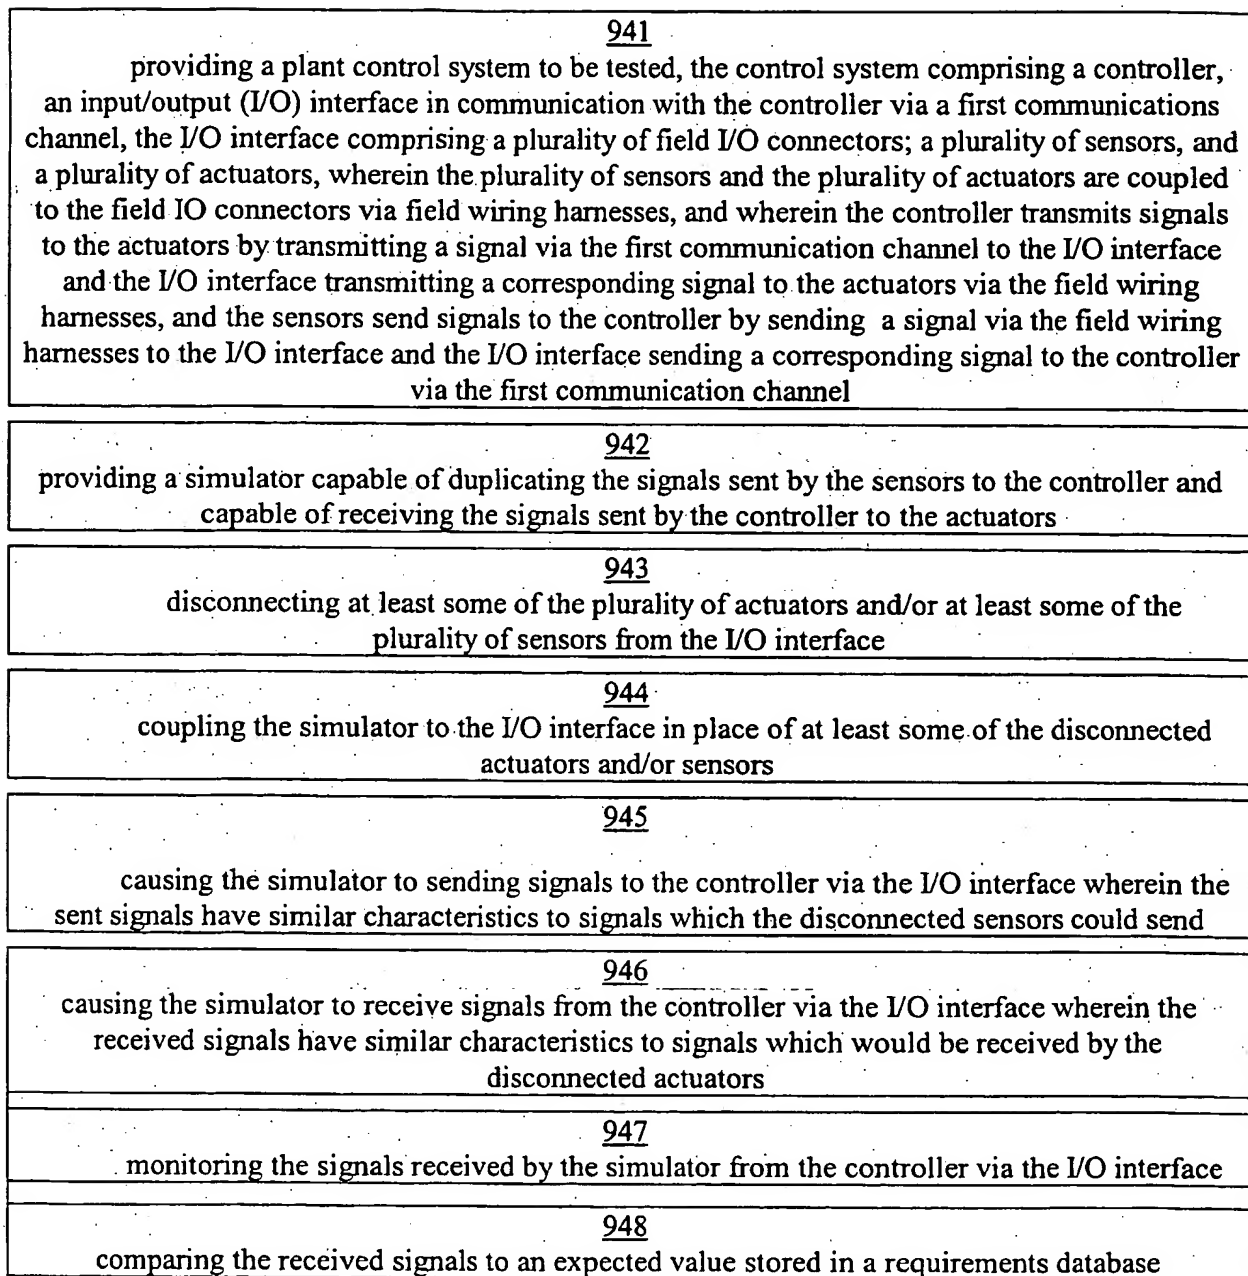 941
providing a plant control system to be tested, the control system comprising a controller,
an input/output (I/O) interface in communication with the controller via a first communications
channel, the I/O interface comprising a plurality of field I/O connectors; a plurality of sensors, and
a plurality of actuators, wherein the plurality of sensors and the plurality of actuators are coupled
to the field IO connectors via field wiring harnesses, and wherein the controller transmits signals
to the actuators by transmitting a signal via the first communication channel to the I/O interface
and the I/O interface transmitting a corresponding signal to the actuators via the field wiring
harnesses, and the sensors send signals to the controller by sending a signal via the field wiring
harnesses to the I/O interface and the I/O interface sending a corresponding signal to the controller
via the first communication channel
942
providing a simulator capable of duplicating the signals sent by the sensors to the controller and
capable of receiving the signals sent by the controller to the actuators
943
disconnecting at least some of the plurality of actuators and/or at least some of the
plurality of sensors from the I/O interface
944
coupling the simulator to the I/O interface in place of at least some of the disconnected
actuators and/or sensors
945
causing the simulator to sending signals to the controller via the I/O interface wherein the
sent signals have similar characteristics to signals which the disconnected sensors could send
946
causing the simulator to receive signals from the controller via the I/O interface wherein the
received signals have similar characteristics to signals which would be received by the
disconnected actuators
947
monitoring the signals received by the simulator from the controller via the I/O interface
948
comparing the received signals to an expected value stored in a requirements database